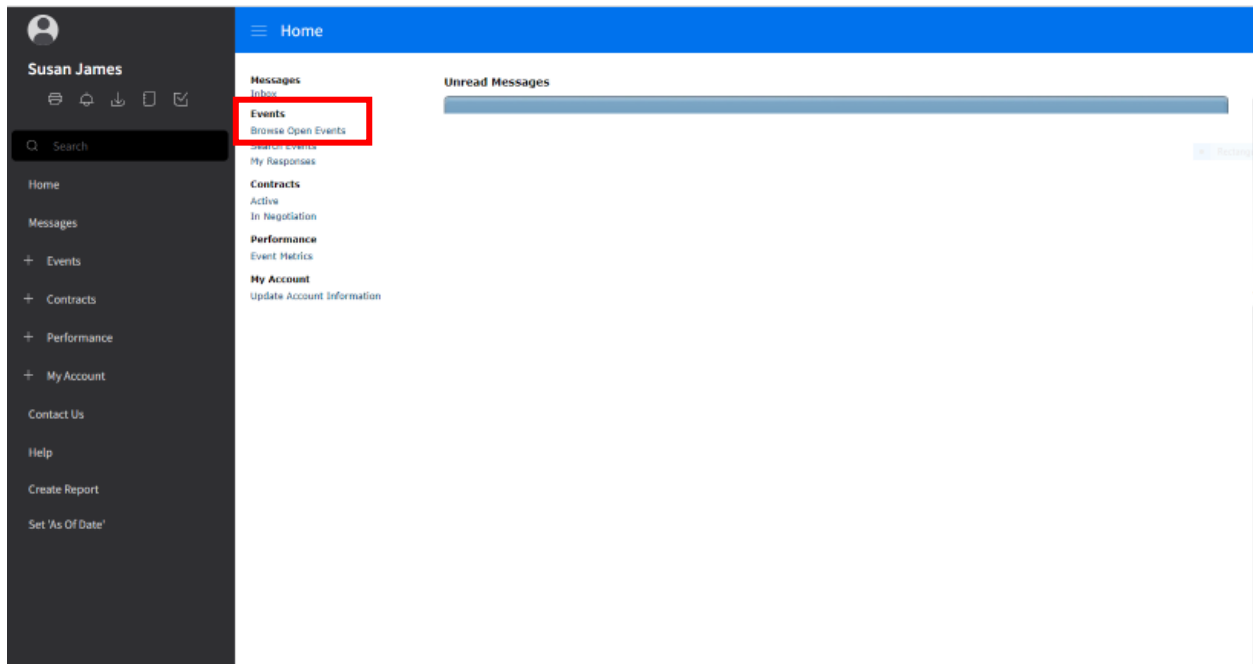 Home
Susan James
Search
Home
Messages
Events
Contracts
Performance
My Account
Contact Us
Help
Create Report
Set 'As Of Date'
Messages
Inbox
Events
Browse Open Events
Search Events
My Responses
Contracts
Active
In Negotiation
Performance
Event Metrics
My Account
Update Account Information
Unread Messages